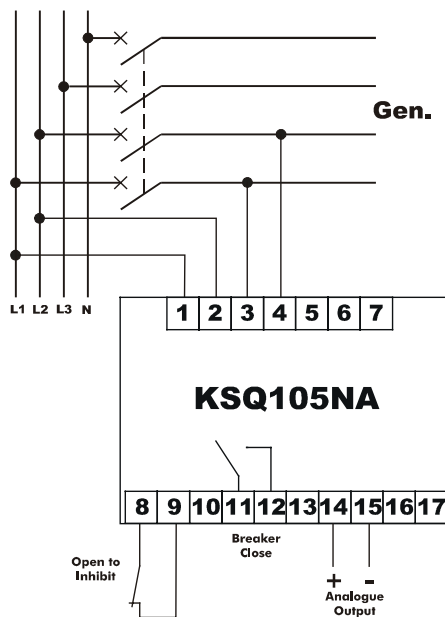 Gen.
L1 L2 L3 N
1 2 3 4 5 6 7
KSQ105NA
8 9 10 11 12 13 14 15 16 17
Open to
Inhibit
Breaker
Close
+ -
Analogue
Output